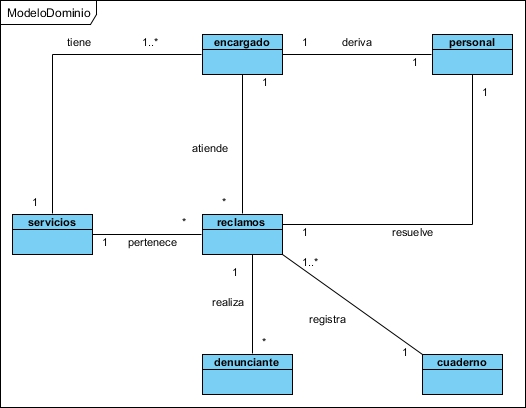 ModeloDominio
tiene
1..*
encargado
1
deriva
1
personal
1
1
atiende
1
*
servicios
1
pertenece
*
reclamos
1
resuelve
1
realiza
*
1..*
registra
1
denunciante
cuaderno